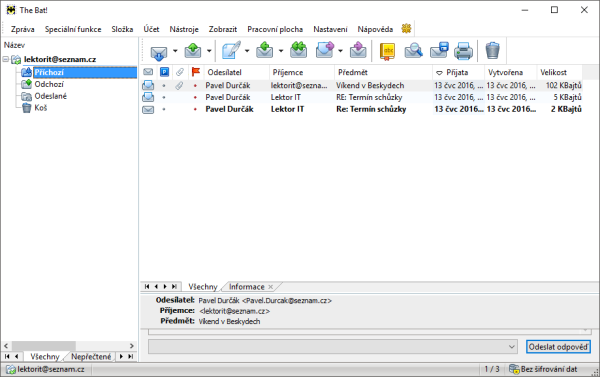 The Bat!
Zpráva Speciální funkce Složka Účet Nástroje Zobrazit Pracovní plocha Nastavení Nápověda
Název
lektorit@seznam.cz
Příchozí
Odchozí
Odeslané
Koš
Odesílatel Příjemce Předmět Přijata Vytvořena Velikost
Pavel Durčák lektorit@sezna... Víkend v Beskydech 13 čvc 2016, ... 13 čvc 2016, ... 102 KBajtů
Pavel Durčák Lektor IT RE: Termín schůzky 13 čvc 2016, ... 13 čvc 2016, ... 5 KBajtů
Pavel Durčák Lektor IT Re: Termín schůzky 13 čvc 2016... 13 čvc 2016... 2 KBajtů
Všechny Informace
Odesílatel: Pavel Durčák <Pavel.Durcak@seznam.cz>
Příjemce: <lektorit@seznam.cz>
Předmět: Víkend v Beskydech
Odeslat odpověď
Všechny Nepřečtené
lektorit@seznam.cz 1 / 3 Bez šifrování dat